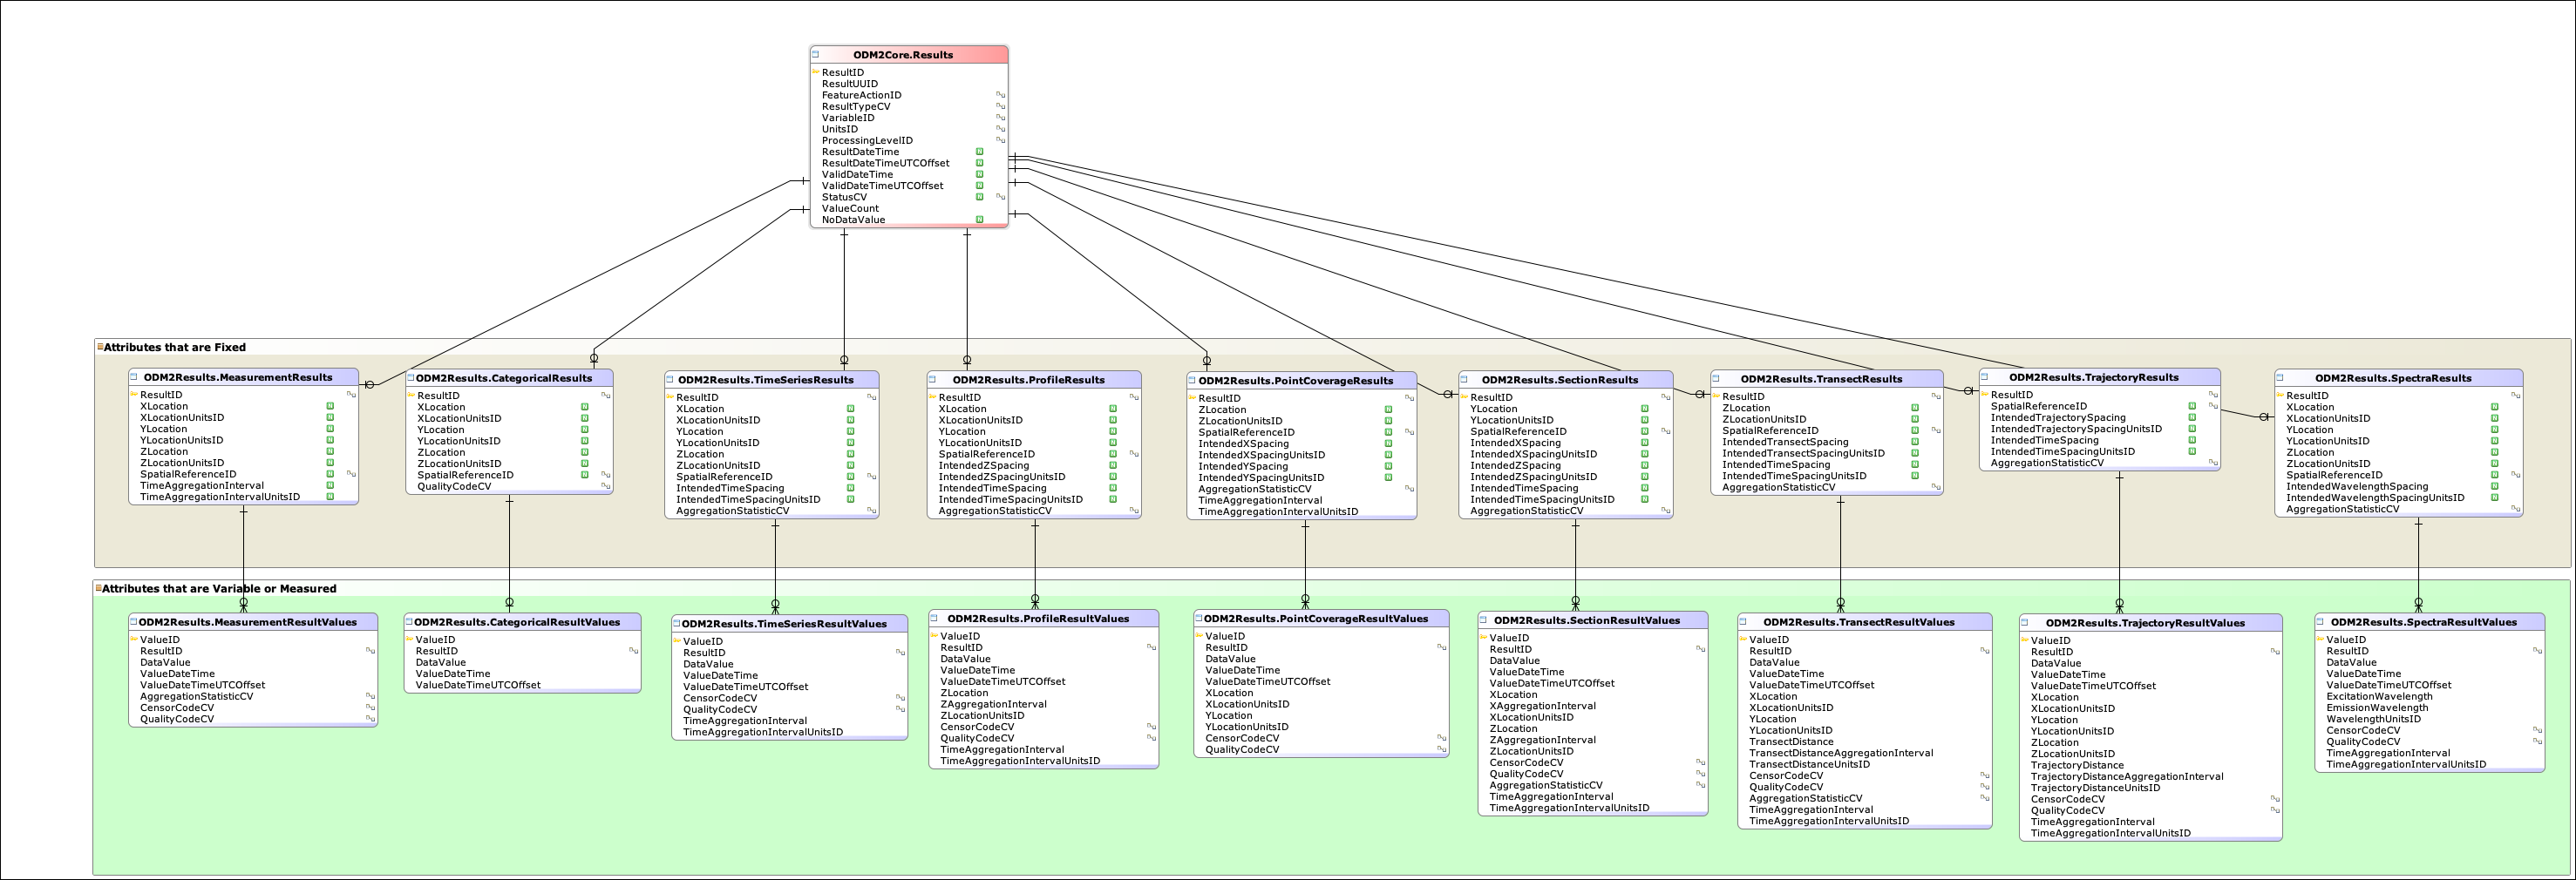 ODM2Core.Results
ResultID
ResultUUID
FeatureActionID
ResultTypeCV
VariableID
UnitsID
ProcessingLevelID
ResultDateTime
ResultDateTimeUTCOffset
ValidDateTime
ValidDateTimeUTCOffset
StatusCV
ValueCount
NoDataValue
Attributes that are Fixed
ODM2Results.MeasurementResults
ResultID
XLocation
XLocationUnitsID
YLocation
YLocationUnitsID
ZLocation
ZLocationUnitsID
SpatialReferenceID
TimeAggregationInterval
TimeAggregationIntervalUnitsID
ODM2Results.CategoricalResults
ResultID
XLocation
XLocationUnitsID
YLocation
YLocationUnitsID
ZLocation
ZLocationUnitsID
SpatialReferenceID
QualityCodeCV
ODM2Results.TimeSeriesResults
ResultID
XLocation
XLocationUnitsID
YLocation
YLocationUnitsID
ZLocation
ZLocationUnitsID
SpatialReferenceID
IntendedTimeSpacing
IntendedTimeSpacingUnitsID
AggregationStatisticCV
ODM2Results.ProfileResults
ResultID
XLocation
XLocationUnitsID
YLocation
YLocationUnitsID
SpatialReferenceID
IntendedZSpacing
IntendedZSpacingUnitsID
IntendedTimeSpacing
IntendedTimeSpacingUnitsID
AggregationStatisticCV
ODM2Results.PointCoverageResults
ResultID
ZLocation
ZLocationUnitsID
SpatialReferenceID
IntendedXSpacing
IntendedXSpacingUnitsID
IntendedYSpacing
IntendedYSpacingUnitsID
AggregationStatisticCV
TimeAggregationInterval
TimeAggregationIntervalUnitsID
ODM2Results.SectionResults
ResultID
YLocation
YLocationUnitsID
SpatialReferenceID
IntendedXSpacing
IntendedXSpacingUnitsID
IntendedZSpacing
IntendedZSpacingUnitsID
IntendedTimeSpacing
IntendedTimeSpacingUnitsID
AggregationStatisticCV
ODM2Results.TransectResults
ResultID
ZLocation
ZLocationUnitsID
SpatialReferenceID
IntendedTransectSpacing
IntendedTransectSpacingUnitsID
IntendedTimeSpacing
IntendedTimeSpacingUnitsID
AggregationStatisticCV
ODM2Results.TrajectoryResults
ResultID
SpatialReferenceID
IntendedTrajectorySpacing
IntendedTrajectorySpacingUnitsID
IntendedTimeSpacing
IntendedTimeSpacingUnitsID
AggregationStatisticCV
ODM2Results.SpectraResults
ResultID
XLocation
XLocationUnitsID
YLocation
YLocationUnitsID
ZLocation
ZLocationUnitsID
SpatialReferenceID
IntendedWavelengthSpacing
IntendedWavelengthSpacingUnitsID
AggregationStatisticCV
Attributes that are Variable or Measured
ODM2Results.MeasurementResultValues
ValueID
ResultID
DataValue
ValueDateTime
ValueDateTimeUTCOffset
AggregationStatisticCV
CensorCodeCV
QualityCodeCV
ODM2Results.CategoricalResultValues
ValueID
ResultID
DataValue
ValueDateTime
ValueDateTimeUTCOffset
ODM2Results.TimeSeriesResultValues
ValueID
ResultID
DataValue
ValueDateTime
ValueDateTimeUTCOffset
CensorCodeCV
QualityCodeCV
TimeAggregationInterval
TimeAggregationIntervalUnitsID
ODM2Results.ProfileResultValues
ValueID
ResultID
DataValue
ValueDateTime
ValueDateTimeUTCOffset
ZLocation
ZAggregationInterval
ZLocationUnitsID
CensorCodeCV
QualityCodeCV
TimeAggregationInterval
TimeAggregationIntervalUnitsID
ODM2Results.PointCoverageResultValues
ValueID
ResultID
DataValue
ValueDateTime
ValueDateTimeUTCOffset
XLocation
XLocationUnitsID
YLocation
YLocationUnitsID
CensorCodeCV
QualityCodeCV
ODM2Results.SectionResultValues
ValueID
ResultID
DataValue
ValueDateTime
ValueDateTimeUTCOffset
XLocation
XAggregationInterval
XLocationUnitsID
ZLocation
ZAggregationInterval
ZLocationUnitsID
CensorCodeCV
QualityCodeCV
AggregationStatisticCV
TimeAggregationInterval
TimeAggregationIntervalUnitsID
ODM2Results.TransectResultValues
ValueID
ResultID
DataValue
ValueDateTime
ValueDateTimeUTCOffset
XLocation
XLocationUnitsID
YLocation
YLocationUnitsID
TransectDistance
TransectDistanceAggregationInterval
TransectDistanceUnitsID
CensorCodeCV
QualityCodeCV
AggregationStatisticCV
TimeAggregationInterval
TimeAggregationIntervalUnitsID
ODM2Results.TrajectoryResultValues
ValueID
ResultID
DataValue
ValueDateTime
ValueDateTimeUTCOffset
XLocation
XLocationUnitsID
YLocation
YLocationUnitsID
ZLocation
ZLocationUnitsID
TrajectoryDistance
TrajectoryDistanceAggregationInterval
TrajectoryDistanceUnitsID
CensorCodeCV
QualityCodeCV
TimeAggregationInterval
TimeAggregationIntervalUnitsID
ODM2Results.SpectraResultValues
ValueID
ResultID
DataValue
ValueDateTime
ValueDateTimeUTCOffset
ExcitationWavelength
EmissionWavelength
WavelengthUnitsID
CensorCodeCV
QualityCodeCV
TimeAggregationInterval
TimeAggregationIntervalUnitsID